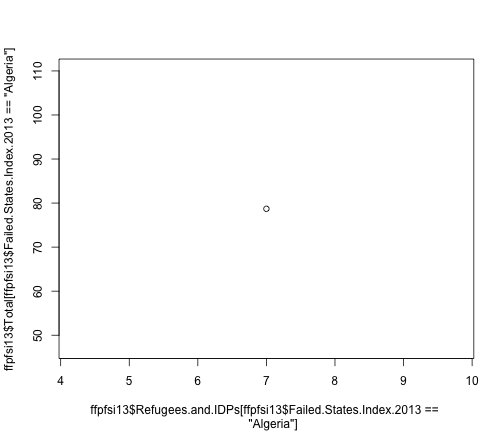 ffpfsi13$Total[ffpfsi13$Failed.States.Index.2013 == "Algeria"]
110
100
90
80
70
60
50
4 5 6 7 8 9 10
ffpfsi13$Refugees.and.IDPs[ffpfsi13$Failed.States.Index.2013 ==
"Algeria"]